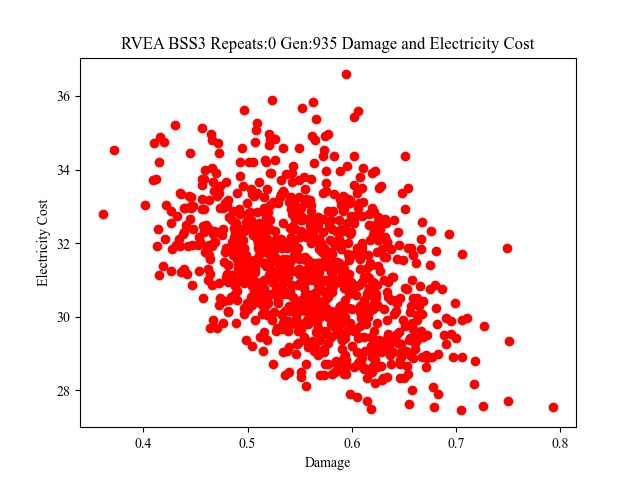 RVEA BSS3 Repeats:0 Gen:935 Damage and Electricity Cost
36
34
32
30
28
Electricity Cost
0.4 0.5 0.6 0.7 0.8
Damage